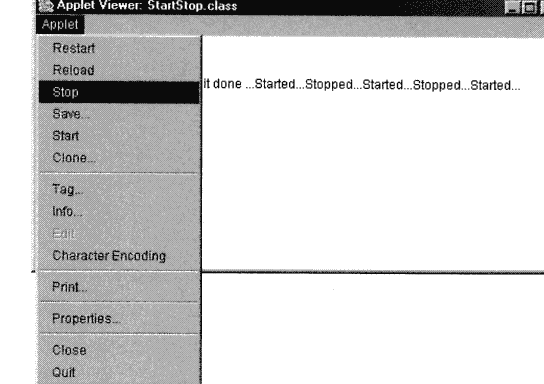 Applet Viewer: StartStop.class
Applet
Restart
Reload
it done ...Started...Stopped...Started...Stopped...Started...
Stop
Save...
Start
Clone...
Tag...
Info...
Edit
Character Encoding
Print...
Properties...
Close
Quit